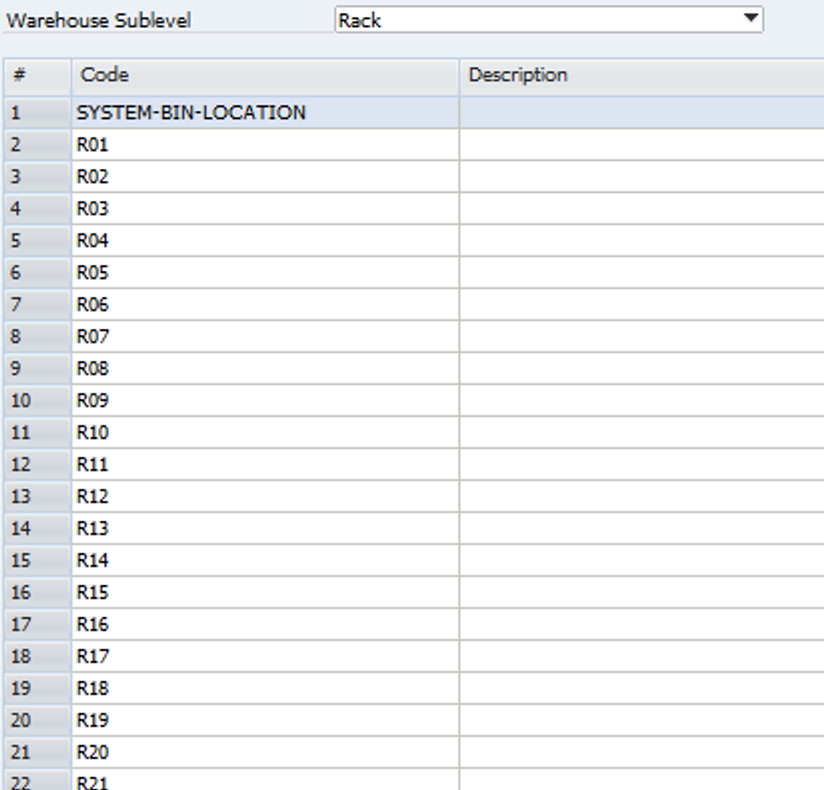 Warehouse Sublevel Rack
# Code Description
1 SYSTEM-BIN-LOCATION
2 R01
3 R02
4 R03
5 R04
6 R05
7 R06
8 R07
9 R08
10 R09
11 R10
12 R11
13 R12
14 R13
15 R14
16 R15
17 R16
18 R17
19 R18
20 R19
21 R20
22 R21